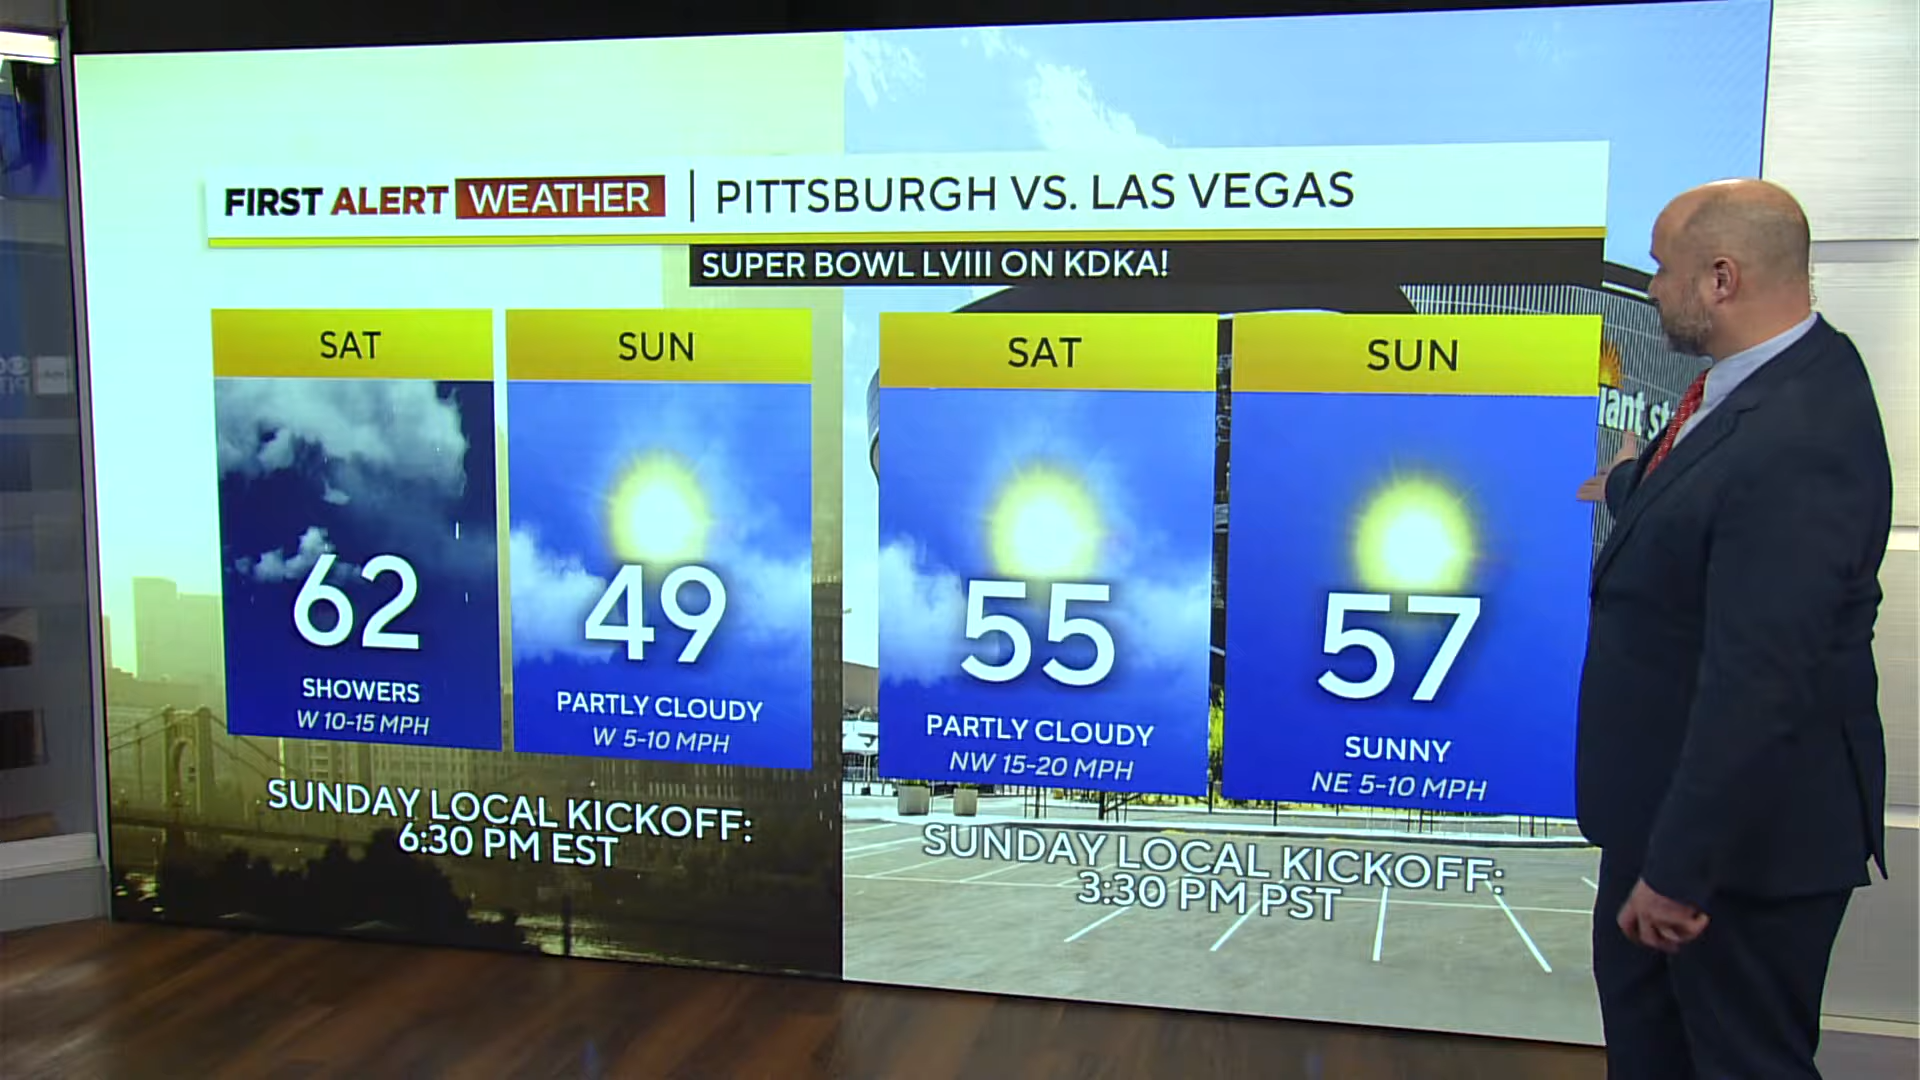 FIRST ALERT WEATHER | PITTSBURGH VS. LAS VEGAS
SUPER BOWL LVIII ON KDKA!
SAT
62
SHOWERS
W 10-15 MPH
SUN
49
PARTLY CLOUDY
W 5-10 MPH
SUNDAY LOCAL KICKOFF:
6:30 PM EST
SAT
55
PARTLY CLOUDY
NW 15-20 MPH
SUN
57
SUNNY
NE 5-10 MPH
SUNDAY LOCAL KICKOFF:
3:30 PM PST